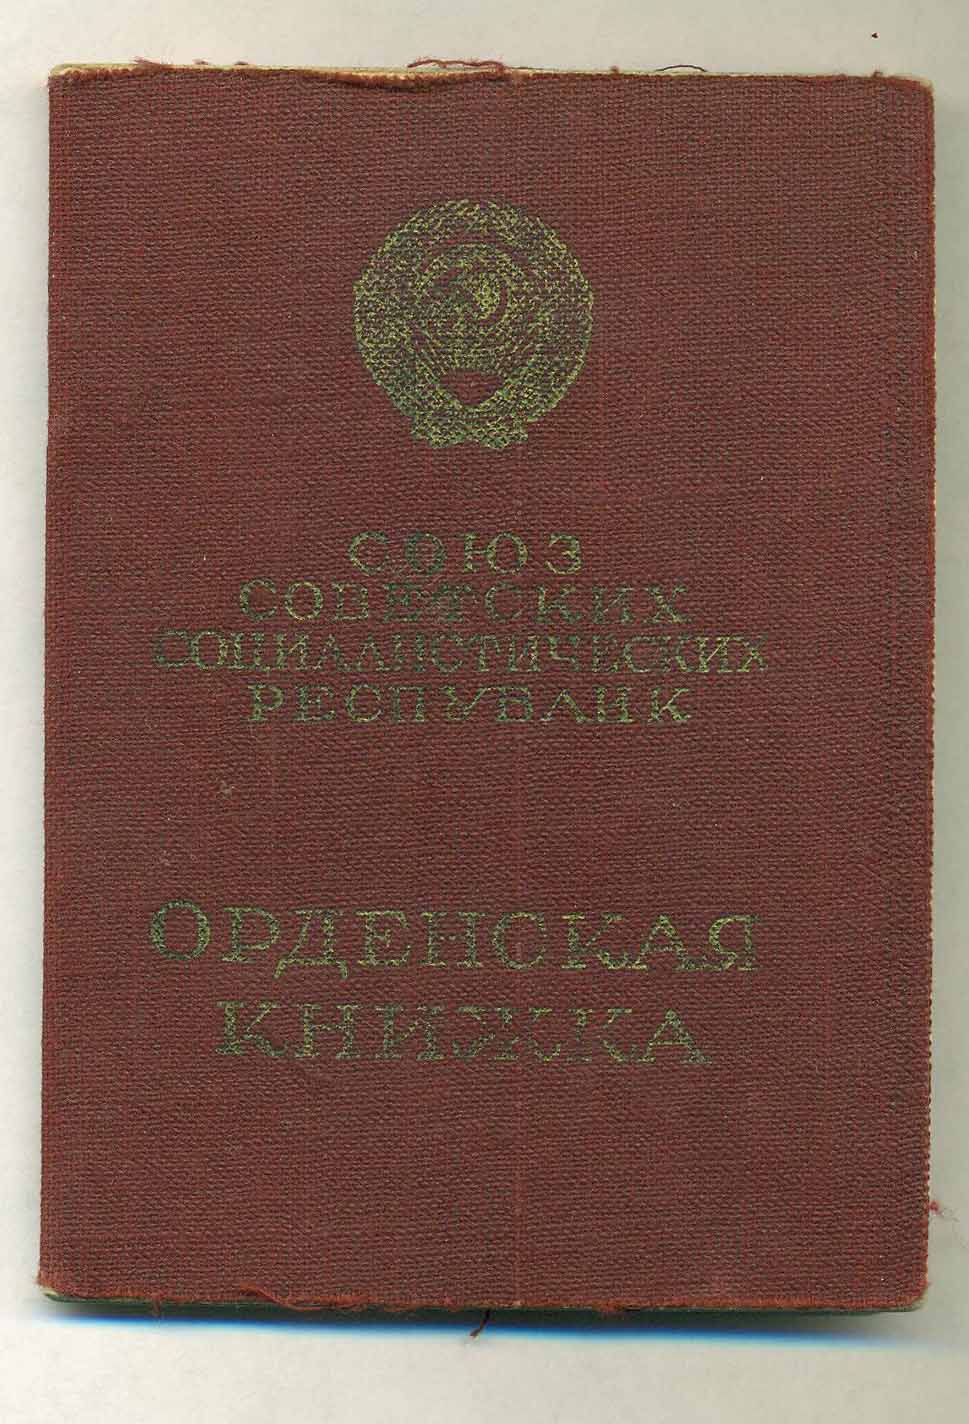 СОЮЗ
СОВЕТСКИХ
СОЦИАЛИСТИЧЕСКИХ
РЕСПУБЛИК
ОРДЕНСКАЯ
КНИЖКА